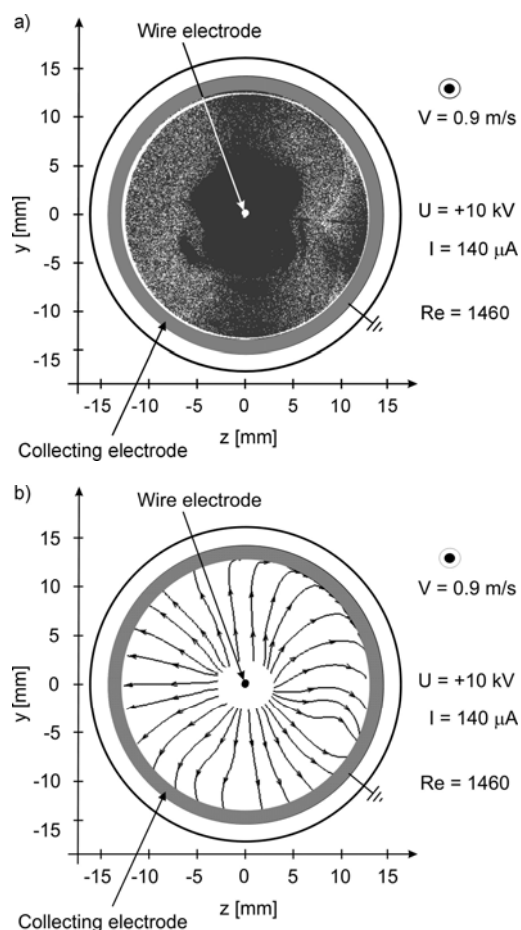 a)
Wire electrode
15
10
5
0
-5
-10
-15
y [mm]
V = 0.9 m/s
U = +10 kV
I = 140 µA
Re = 1460
-15 -10 -5 0 5 10 15
z [mm]
Collecting electrode
b)
Wire electrode
15
10
5
0
-5
-10
-15
y [mm]
V = 0.9 m/s
U = +10 kV
I = 140 µA
Re = 1460
-15 -10 -5 0 5 10 15
z [mm]
Collecting electrode